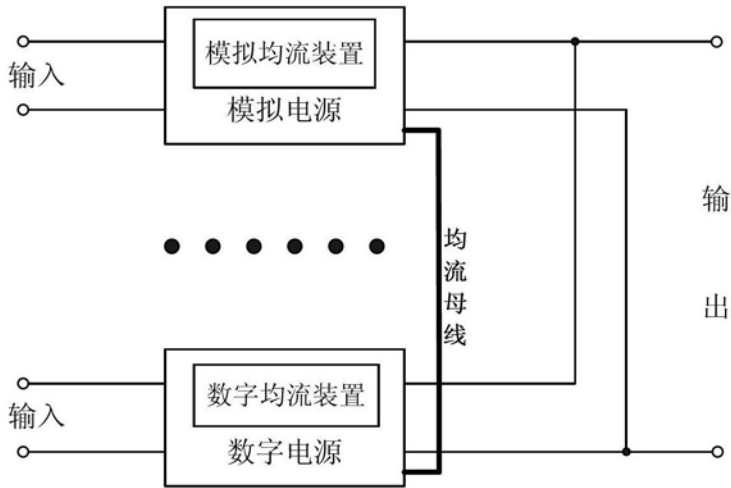 模拟均流装置
输入
模拟电源
输
均流母线
出
数字均流装置
输入
数字电源